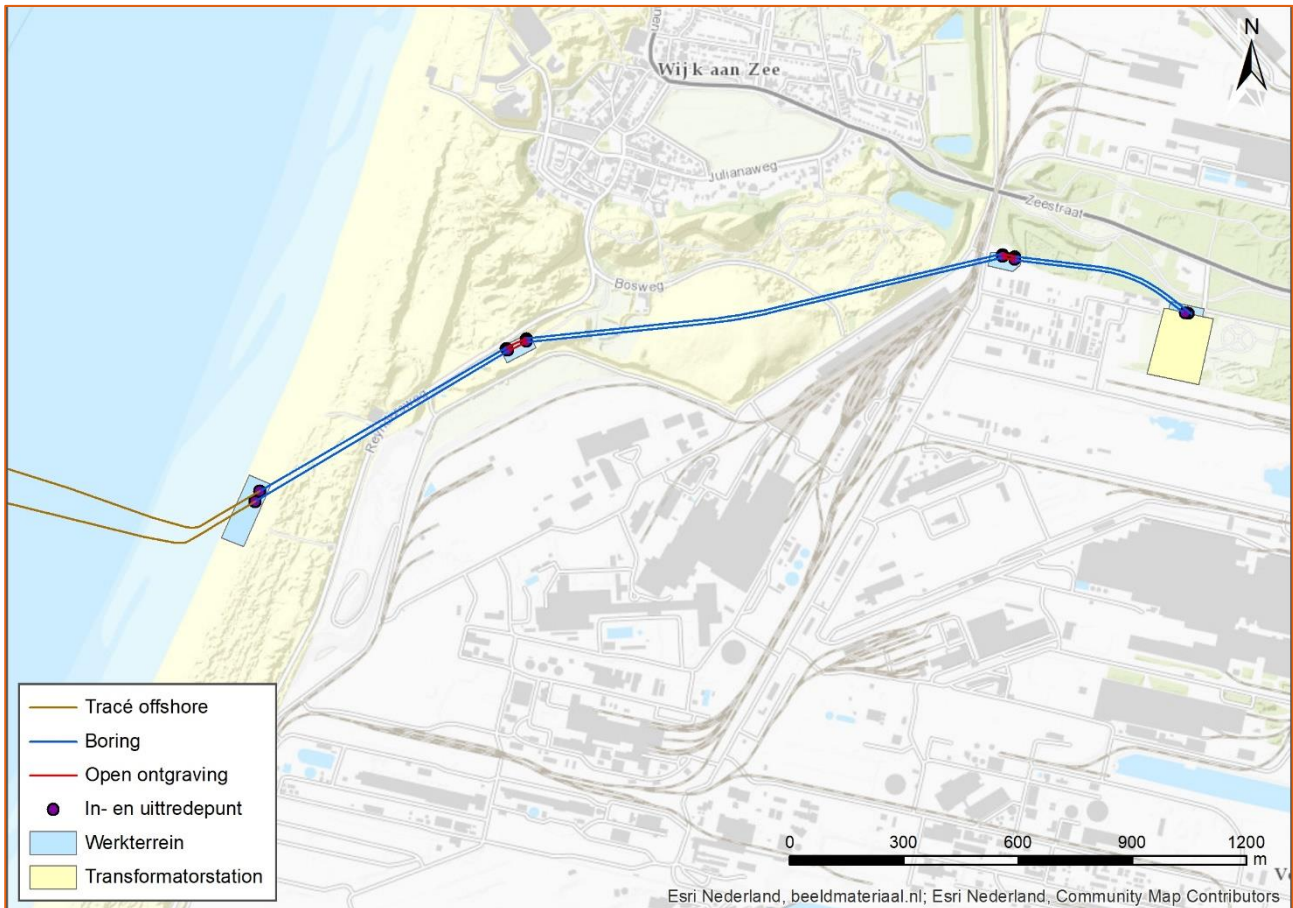 N
Wijk aan Zee
Julianaweg
Zeestraat
Bosweg
Tracé offshore
Boring
Open ontgraving
In- en uittredepunt
Werkterrein
Transformatorstation
0 300 600 900 1200
m
Esri Nederland, beeldmateriaal.nl; Esri Nederland, Community Map Contributors